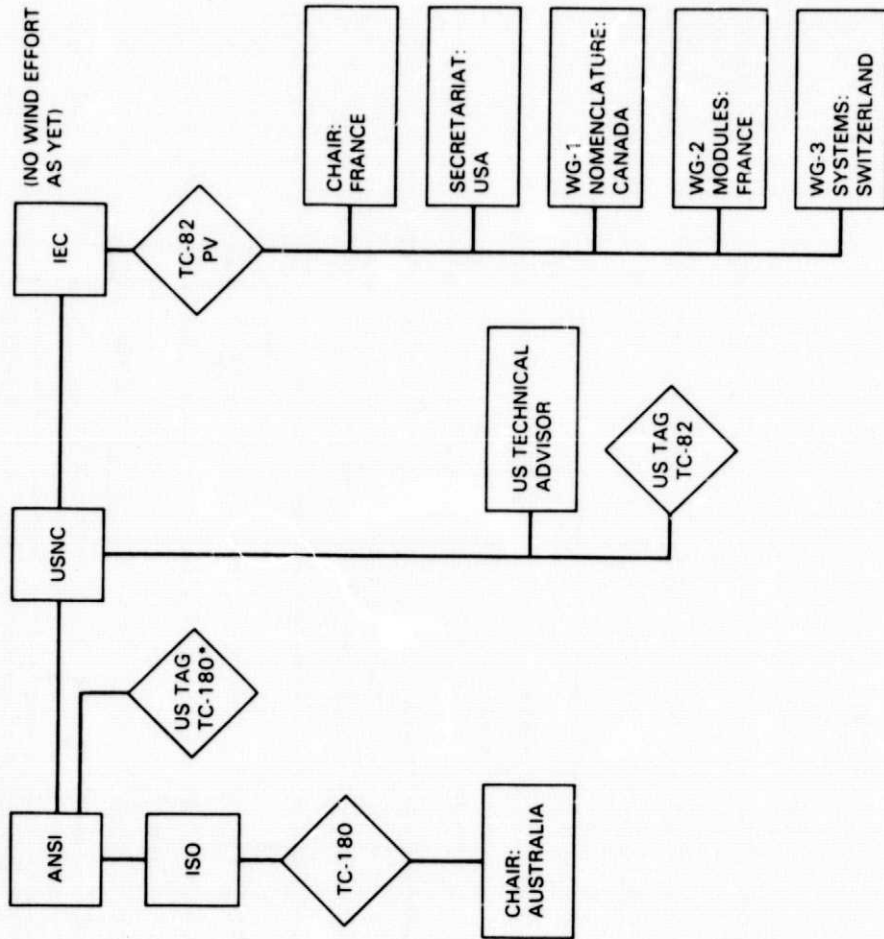 ANSI
USNC
IEC
(NO WIND EFFORT
AS YET)
ISO
US TAG
TC-180*
TC-82
PV
TC-180
CHAIR:
AUSTRALIA
US TECHNICAL
ADVISOR
US TAG
TC-82
CHAIR:
FRANCE
SECRETARIAT:
USA
WG-1
NOMENCLATURE:
CANADA
WG-2
MODULES:
FRANCE
WG-3
SYSTEMS:
SWITZERLAND